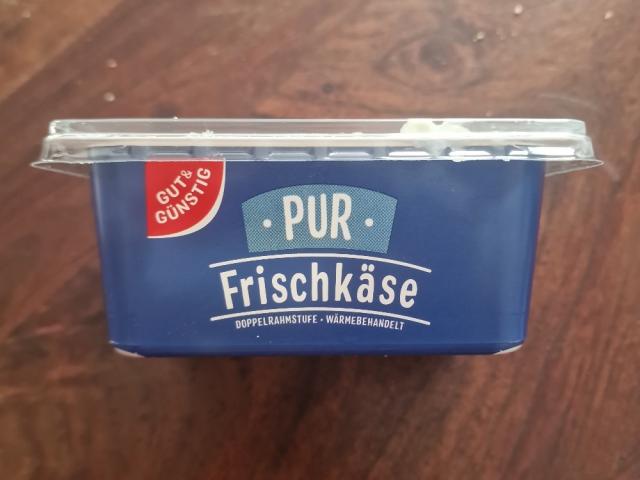 GUT&
GÜNSTIG
· PUR ·
Frischkäse
DOPPELRAHMSTUFE · WÄRMEBEHANDELT